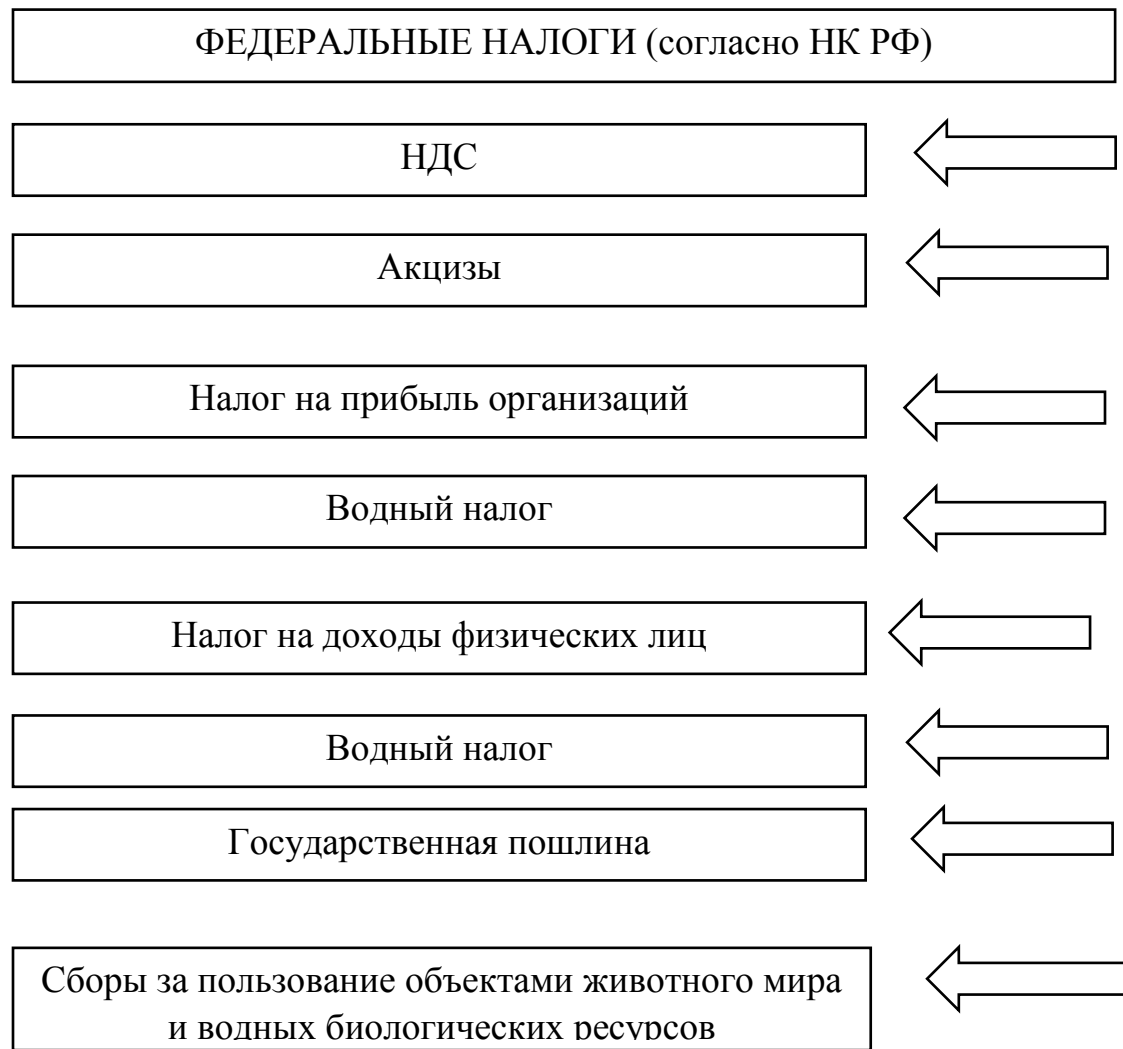 ФЕДЕРАЛЬНЫЕ НАЛОГИ (согласно НК РФ)
НДС
Акцизы
Налог на прибыль организаций
Водный налог
Налог на доходы физических лиц
Водный налог
Государственная пошлина
Сборы за пользование объектами животного мира
и водных биологических ресурсов